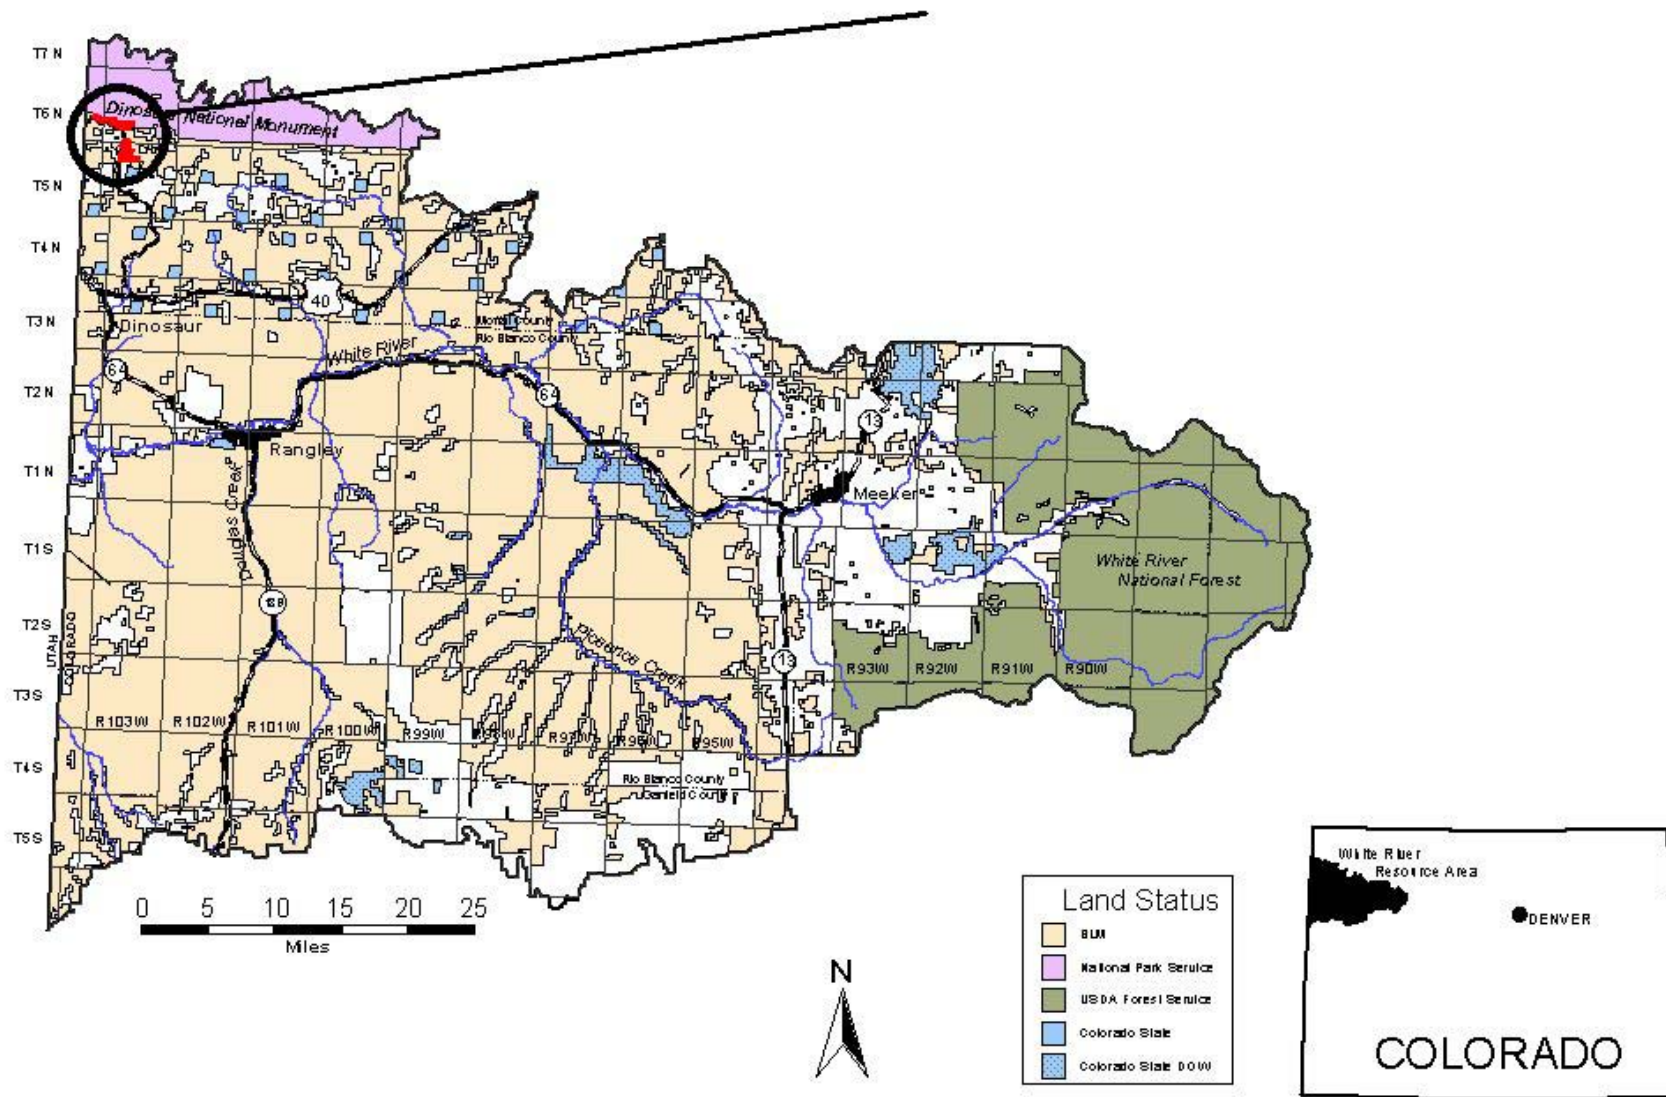 T7 N
T6 N
Dinosaur National Monument
T5 N
T4 N
40
T3 N
Dinosaur
Moffat County
Rio Blanco County
White River
64
T2 N
64
13
Rangley
T1 N
Douglas Creek
Meeker
T1 S
White River
National Forest
139
T2 S
UTAH
COLORADO
Piceance Creek
13
R93W
R92W
R91W
R90W
T3 S
R103W
R102W
R101W
R100W
R99W
R98W
R97W
R96W
R95W
T4 S
Rio Blanco County
Garfield County
T5 S
0 5 10 15 20 25
Miles
N
Land Status
BLM
National Park Service
USDA Forest Service
Colorado State
Colorado State DOW
White River
Resource Area
DENVER
COLORADO